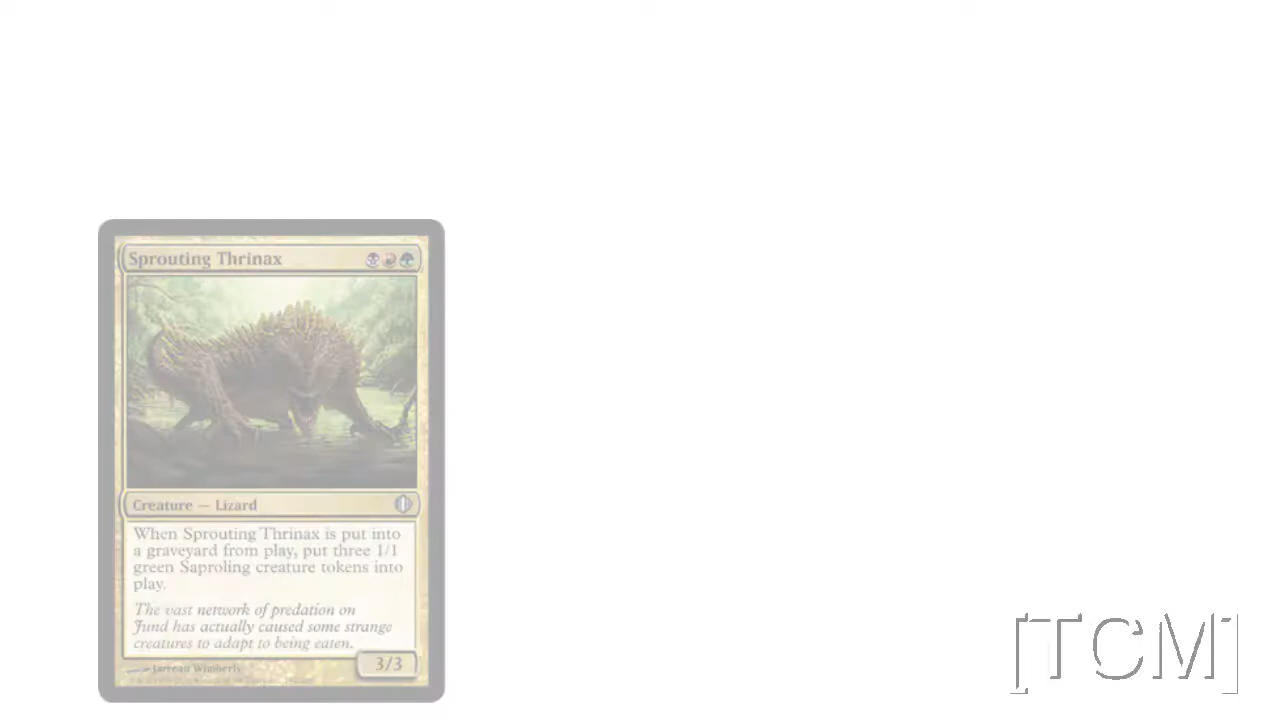 Sprouting Thrinax
Creature — Lizard
When Sprouting Thrinax is put into
a graveyard from play, put three 1/1
green Saproling creature tokens into
play.
The vast network of predation on
Jund has actually caused some strange
creatures to adapt to being eaten.
3/3
Jarreau Wimberly
[TCM]